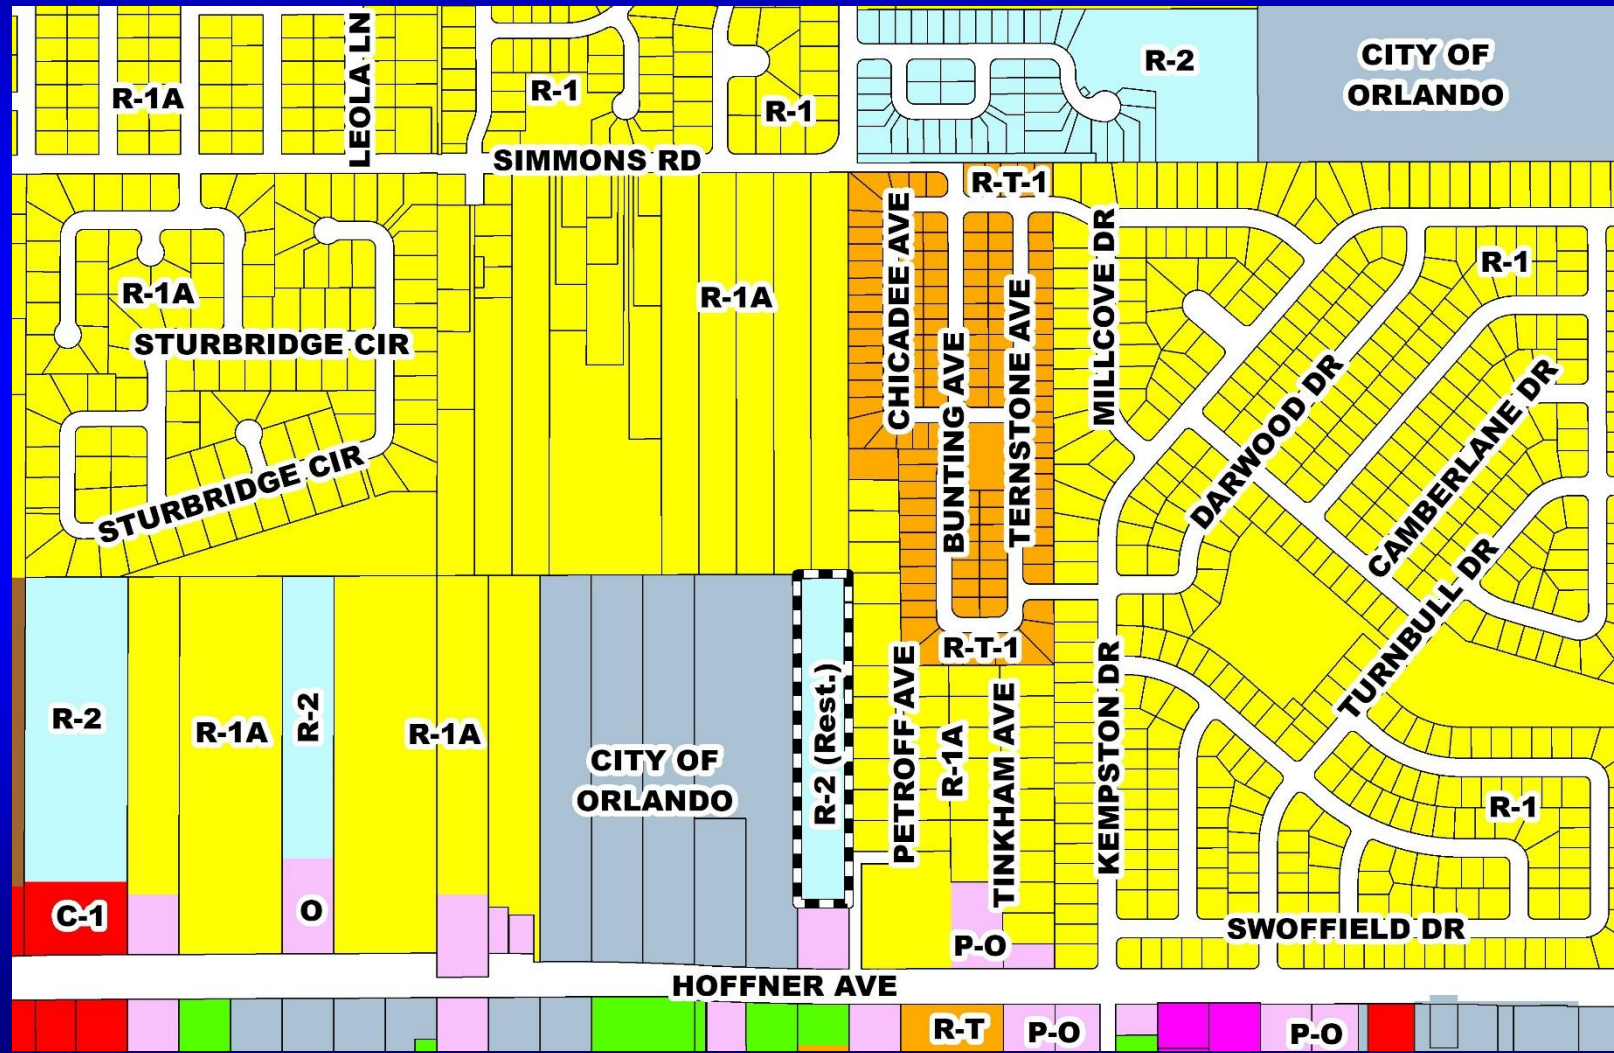 R-1A
LEOLA LN
R-1
R-1
R-2
CITY OF
ORLANDO
SIMMONS RD
R-T-1
R-1A
STURBRIDGE CIR
STURBRIDGE CIR
R-1A
CHICADEE AVE
BUNTING AVE
TERNSTONE AVE
MILLCOVE DR
R-1
DARWOOD DR
CAMBERLANE DR
TURNBULL DR
R-T-1
R-2
R-1A
R-2
R-1A
CITY OF
ORLANDO
R-2 (Rest.)
PETROFF AVE
R-1A
TINKHAM AVE
KEMPSTON DR
R-1
C-1
O
P-O
SWOFFIELD DR
HOFFNER AVE
R-T
P-O
P-O